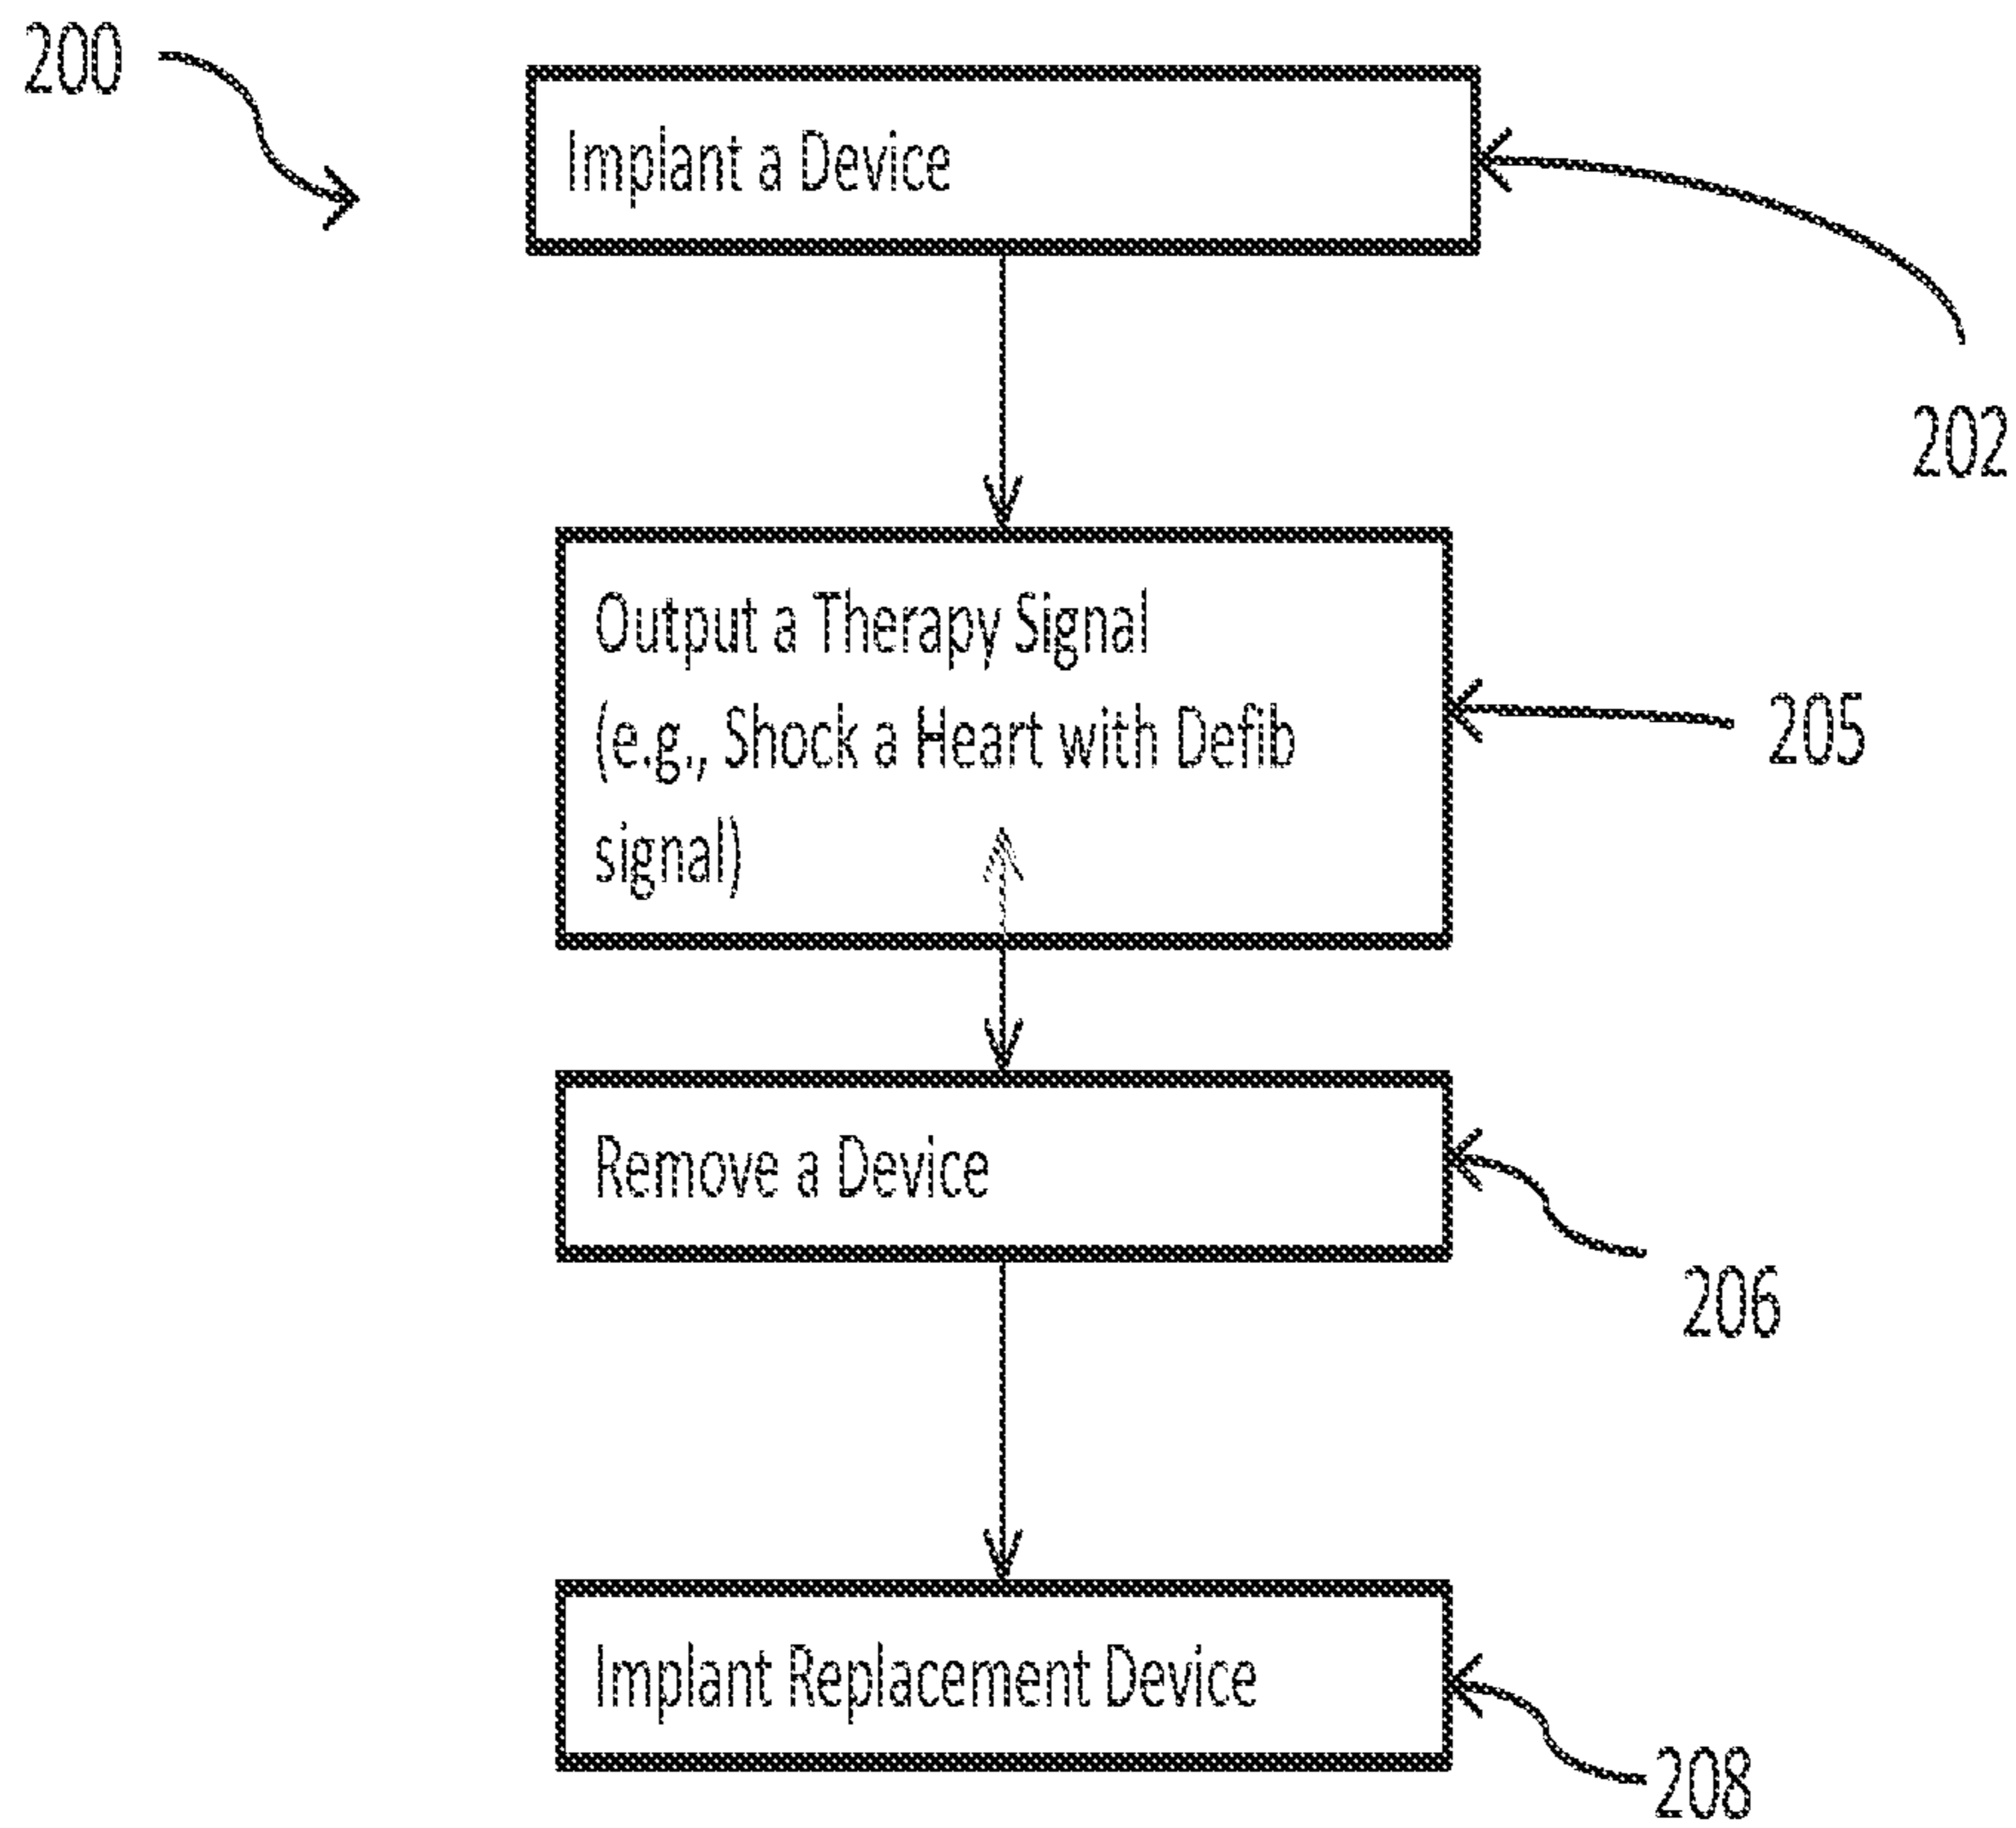 200
Implant a Device
202
Output a Therapy Signal
(e.g., Shock a Heart with Defib
signal)
205
Remove a Device
206
Implant Replacement Device
208